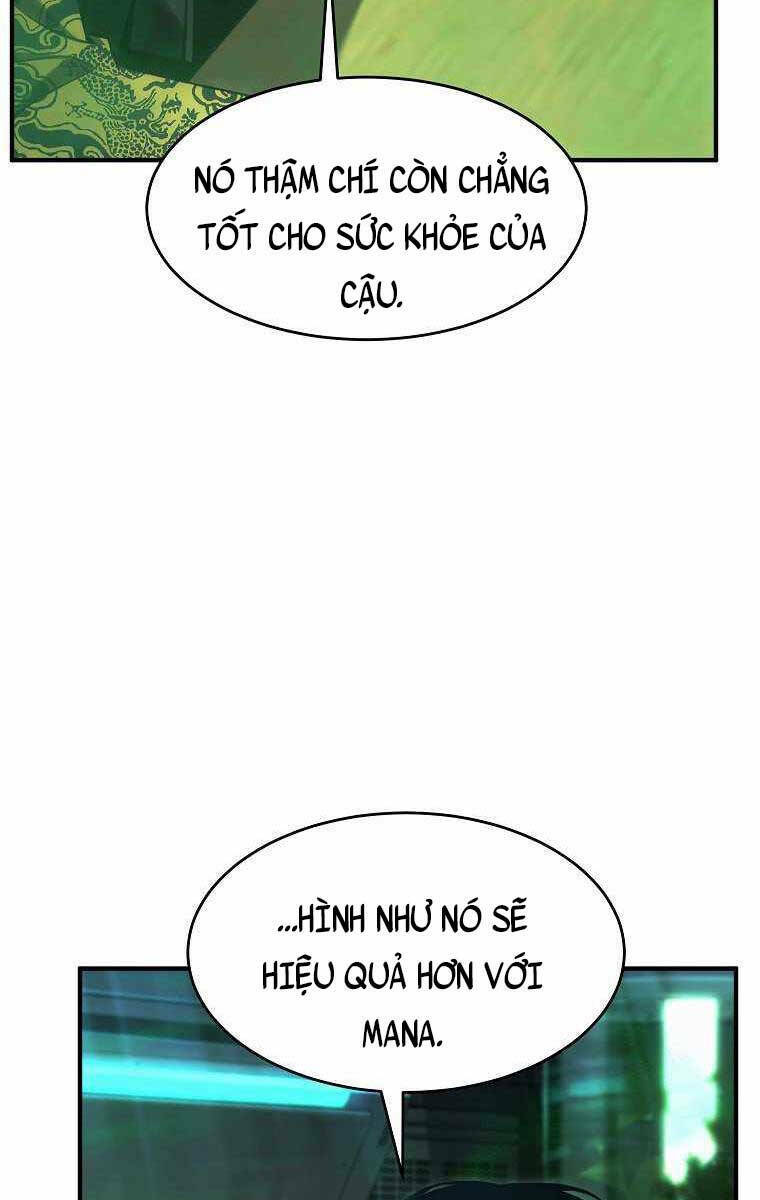 NÓ THẬM CHÍ CÒN CHẲNG
TỐT CHO SỨC KHỎE CỦA
CẬU.
...HÌNH NHƯ NÓ SẼ
HIỆU QUẢ HƠN VỚI
MANA.